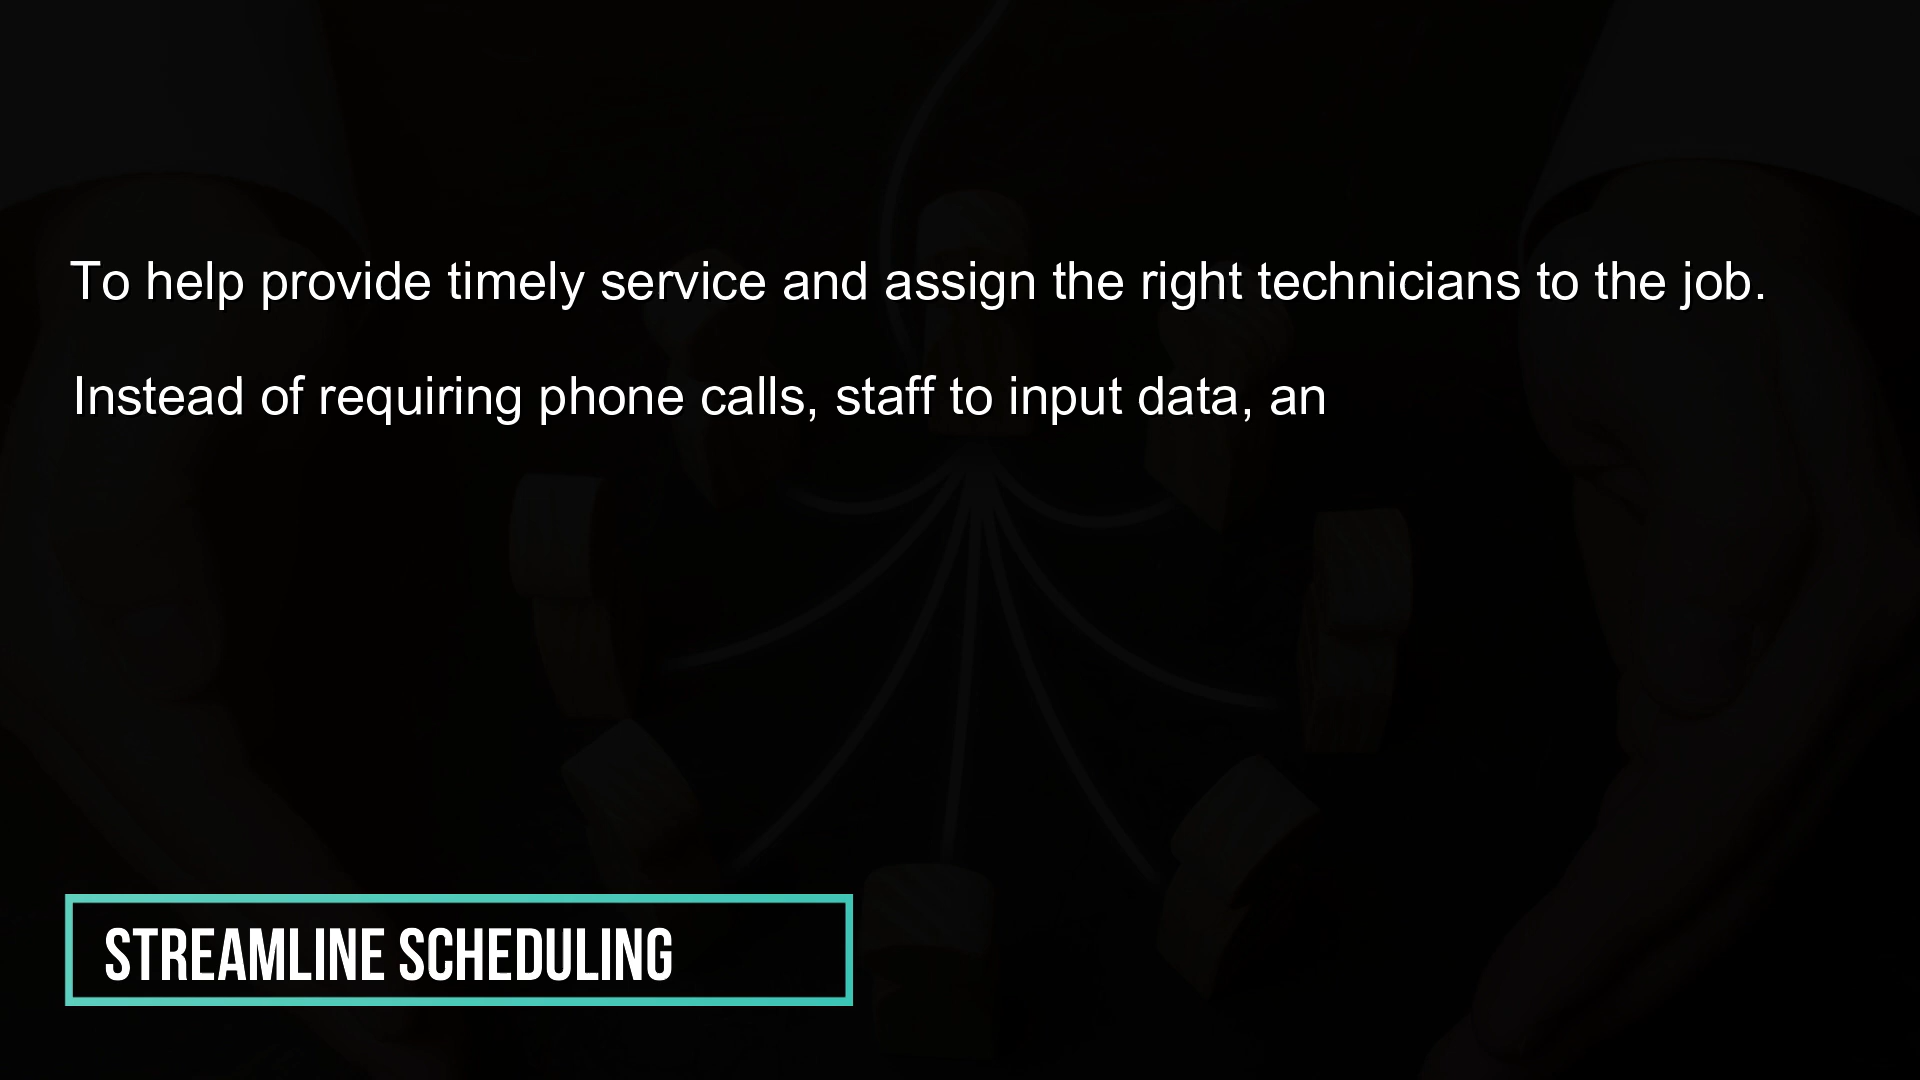 To help provide timely service and assign the right technicians to the job.
Instead of requiring phone calls, staff to input data, an
STREAMLINE SCHEDULING